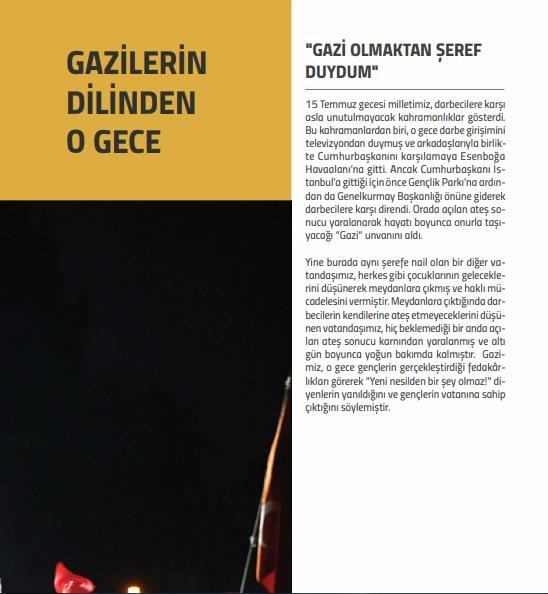 GAZİLERİN
DİLİNDEN
O GECE
"GAZİ OLMAKTAN ŞEREF
DUYDUM"
15 Temmuz gecesi milletimiz, darbecilere karşı
asla unutulmayacak kahramanlıklar gösterdi.
Bu kahramanlardan biri, o gece darbe girişimini
televizyondan duymuş ve arkadaşlarıyla birlik-
te Cumhurbaşkanını karşılamaya Esenboğa
Havaalanı'na gitti. Ancak Cumhurbaşkanı İs-
tanbul'a gittiği için önce Gençlik Parkı'na ardın-
dan da Genelkurmay Başkanlığı önüne giderek
darbecilere karşı direndi. Orada açılan ateş so-
nucu yaralanarak hayatı boyunca onurla taşı-
yacağı "Gazi" unvanını aldı.
Yine burada aynı şerefe nail olan bir diğer va-
tandaşımız, herkes gibi çocuklarının gelecekle-
rini düşünerek meydanlara çıkmış ve haklı mü-
cadelesini vermiştir. Meydanlara çıktığında dar-
becilerin kendilerine ateş etmeyeceklerini düşü-
nen vatandaşımız, hiç beklemediği bir anda açı-
lan ateş sonucu karnından yaralanmış ve altı
gün boyunca yoğun bakımda kalmıştır. Gazi-
miz, o gece gençlerin gerçekleştirdiği fedakâr-
lıkları görerek "Yeni nesilden bir şey olmaz!" di-
yenlerin yanıldığını ve gençlerin vatanına sahip
çıktığını söylemiştir.